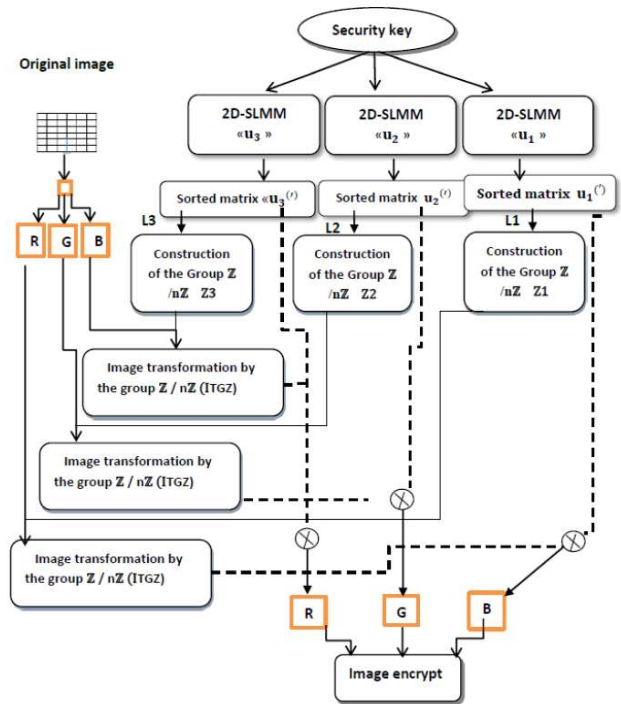 Security key
Original image
2D-SLMM
«u₃ »
2D-SLMM
«u₂ »
2D-SLMM
«u₁ »
Sorted matrix «u₃⁽′⁾
Sorted matrix u₂⁽′⁾
Sorted matrix u₁⁽′⁾
L3
L2
L1
R
G
B
Construction
of the Group ℤ
/nℤ Z3
Construction
of the Group ℤ
/nℤ Z2
Construction
of the Group ℤ
/nℤ Z1
Image transformation by
the group ℤ / nℤ (ITGZ)
Image transformation by
the group ℤ / nℤ (ITGZ)
Image transformation by
the group ℤ / nℤ (ITGZ)
R
G
B
Image encrypt